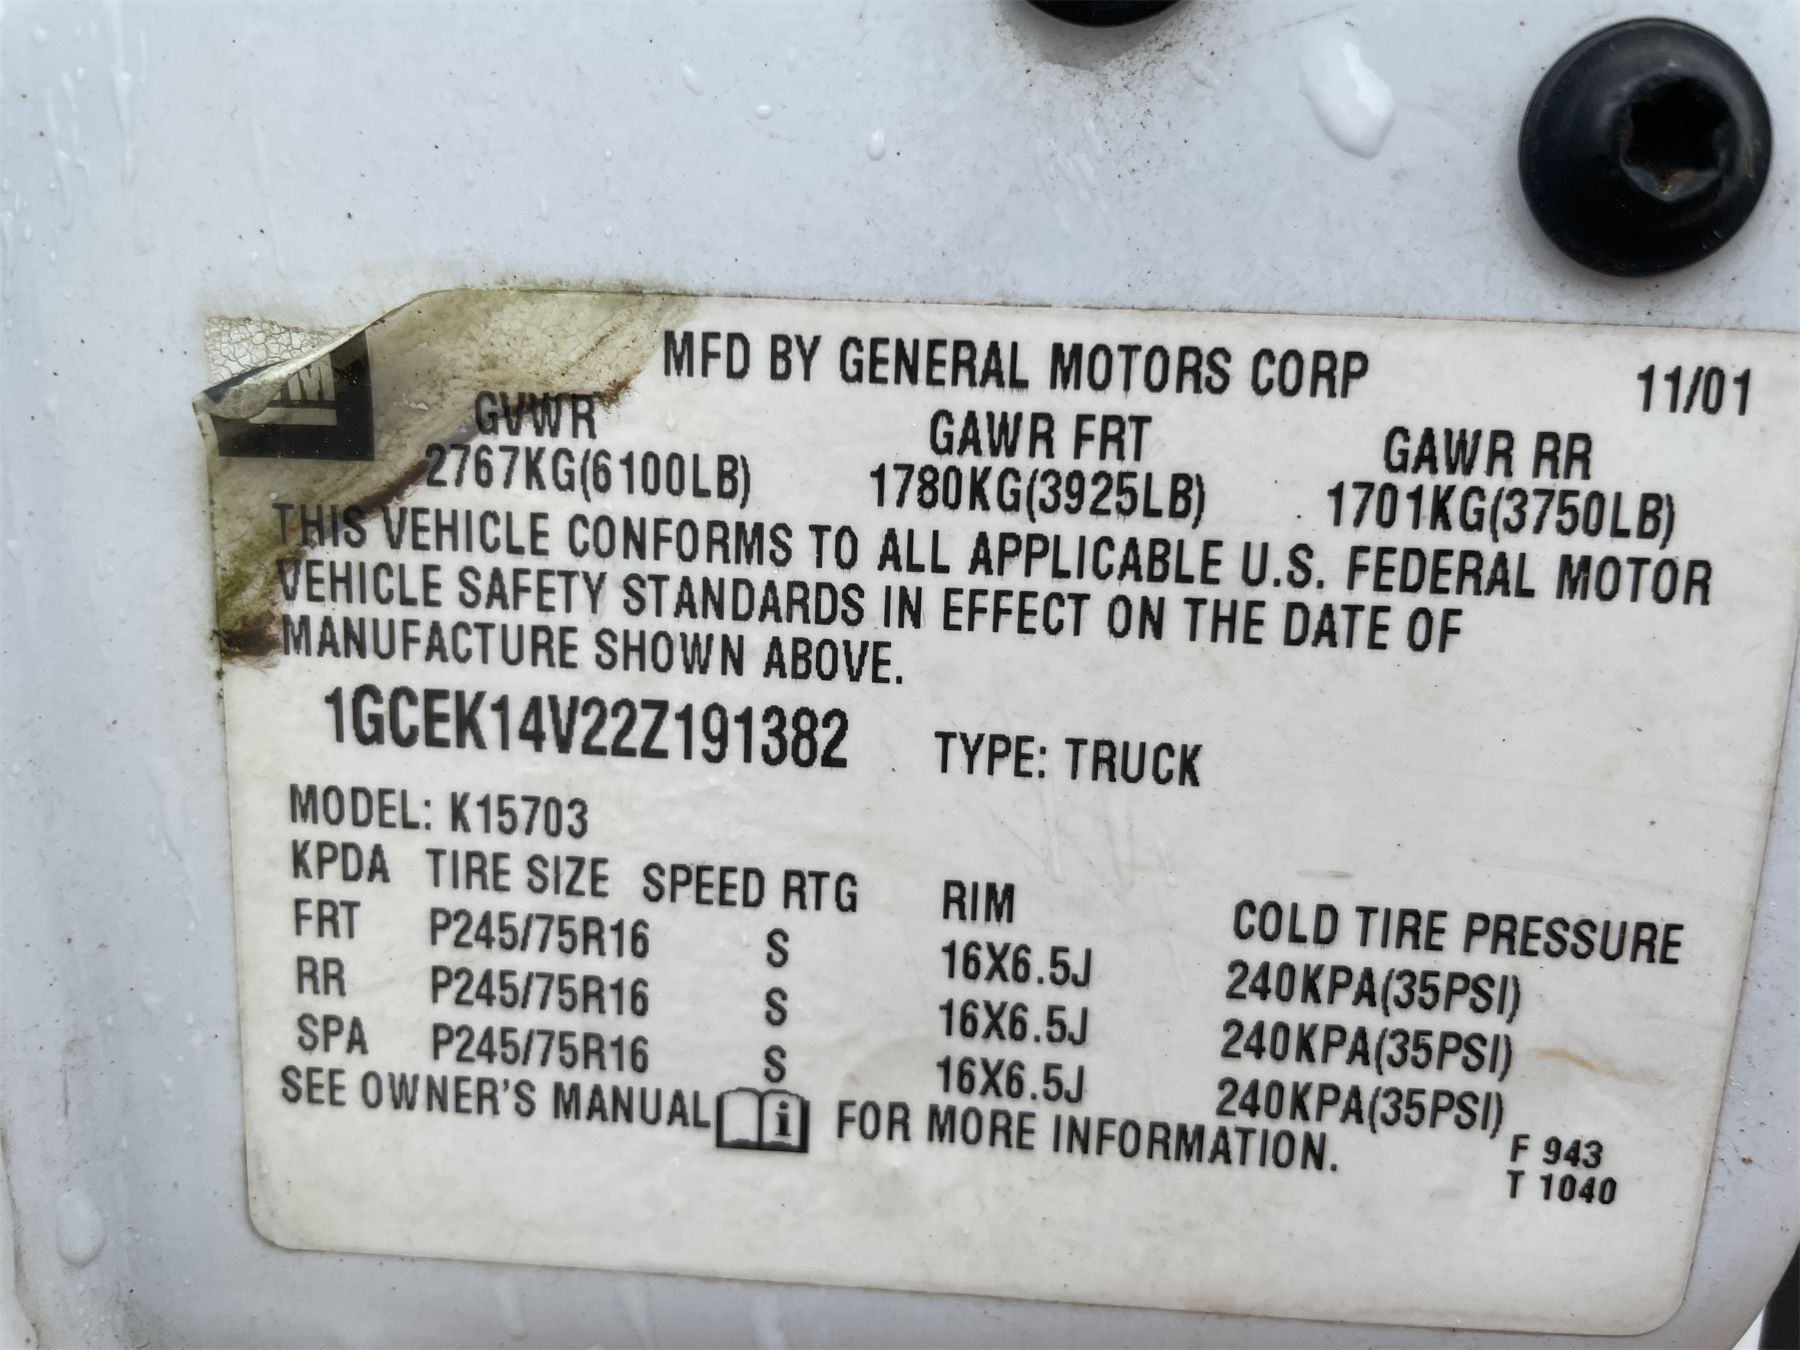 MFD BY GENERAL MOTORS CORP 11/01
GVWR GAWR FRT GAWR RR
2767KG(6100LB) 1780KG(3925LB) 1701KG(3750LB)
THIS VEHICLE CONFORMS TO ALL APPLICABLE U.S. FEDERAL MOTOR
VEHICLE SAFETY STANDARDS IN EFFECT ON THE DATE OF
MANUFACTURE SHOWN ABOVE.
1GCEK14V22Z191382 TYPE: TRUCK
MODEL: K15703
KPDA TIRE SIZE SPEED RTG RIM COLD TIRE PRESSURE
FRT P245/75R16 S 16X6.5J 240KPA(35PSI)
RR P245/75R16 S 16X6.5J 240KPA(35PSI)
SPA P245/75R16 S 16X6.5J 240KPA(35PSI)
SEE OWNER'S MANUAL i FOR MORE INFORMATION.
F 943
T 1040